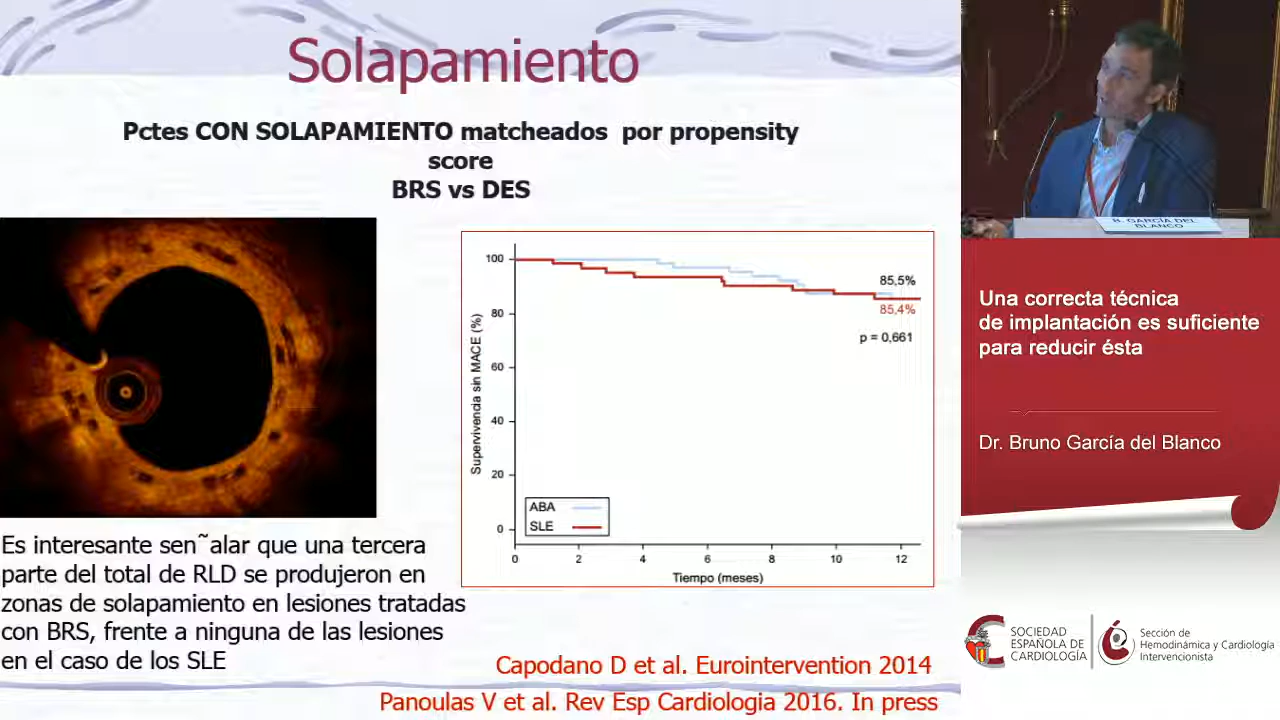 Solapamiento
Pctes CON SOLAPAMIENTO matcheados por propensity
score
BRS vs DES
100
80
60
40
20
0
Supervivencia sin MACE (%)
85,5%
85,4%
p = 0,661
ABA
SLE
0 2 4 6 8 10 12
Tiempo (meses)
Es interesante sen˜alar que una tercera
parte del total de RLD se produjeron en
zonas de solapamiento en lesiones tratadas
con BRS, frente a ninguna de las lesiones
en el caso de los SLE
Capodano D et al. Eurointervention 2014
Panoulas V et al. Rev Esp Cardiologia 2016. In press
B. GARCÍA DEL
BLANCO
Una correcta técnica
de implantación es suficiente
para reducir ésta
Dr. Bruno García del Blanco
SOCIEDAD
ESPAÑOLA DE
CARDIOLOGÍA
Sección de
Hemodinámica y Cardiología
Intervencionista